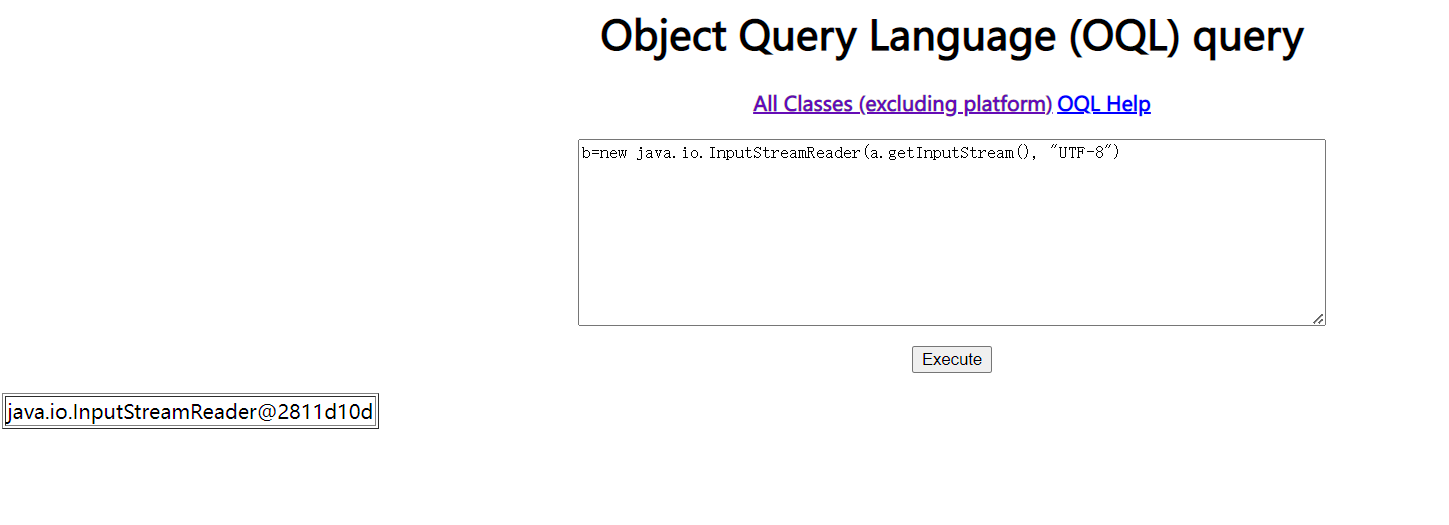 Object Query Language (OQL) query
All Classes (excluding platform) OQL Help
b=new java.io.InputStreamReader(a.getInputStream(), "UTF-8")
Execute
java.io.InputStreamReader@2811d10d